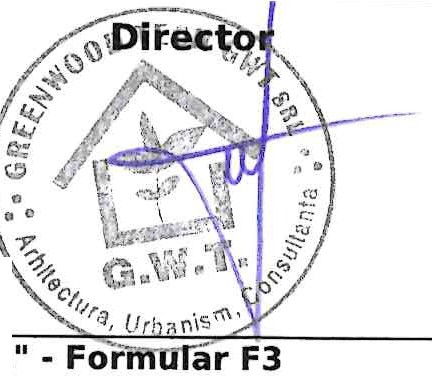 Director
GREENWOOD GWT SRL
G.W.T.
Arhitectura, Urbanism, Consultanta
" - Formular F3